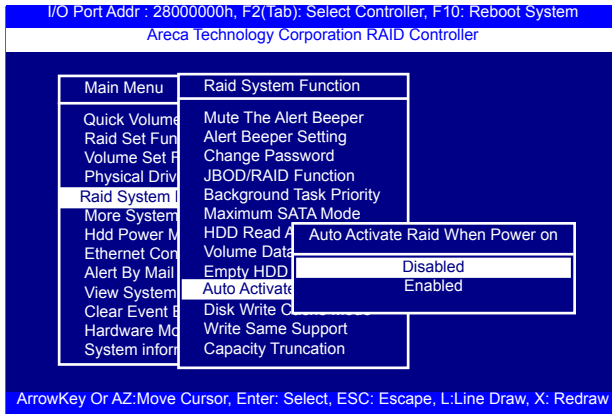 I/O Port Addr : 28000000h, F2(Tab): Select Controller, F10: Reboot System
Areca Technology Corporation RAID Controller
Main Menu
Quick Volume
Raid Set Fun
Volume Set
Physical Driv
Raid System
More System
Hdd Power
Ethernet Con
Alert By Mail
View System
Clear Event
Hardware Mo
System inforr
Raid System Function
Mute The Alert Beeper
Alert Beeper Setting
Change Password
JBOD/RAID Function
Background Task Priority
Maximum SATA Mode
HDD Read A
Volume Data
Empty HDD
Auto Activate
Disk Write Cache Mode
Write Same Support
Capacity Truncation
Auto Activate Raid When Power on
Disabled
Enabled
ArrowKey Or AZ:Move Cursor, Enter: Select, ESC: Escape, L:Line Draw, X: Redraw